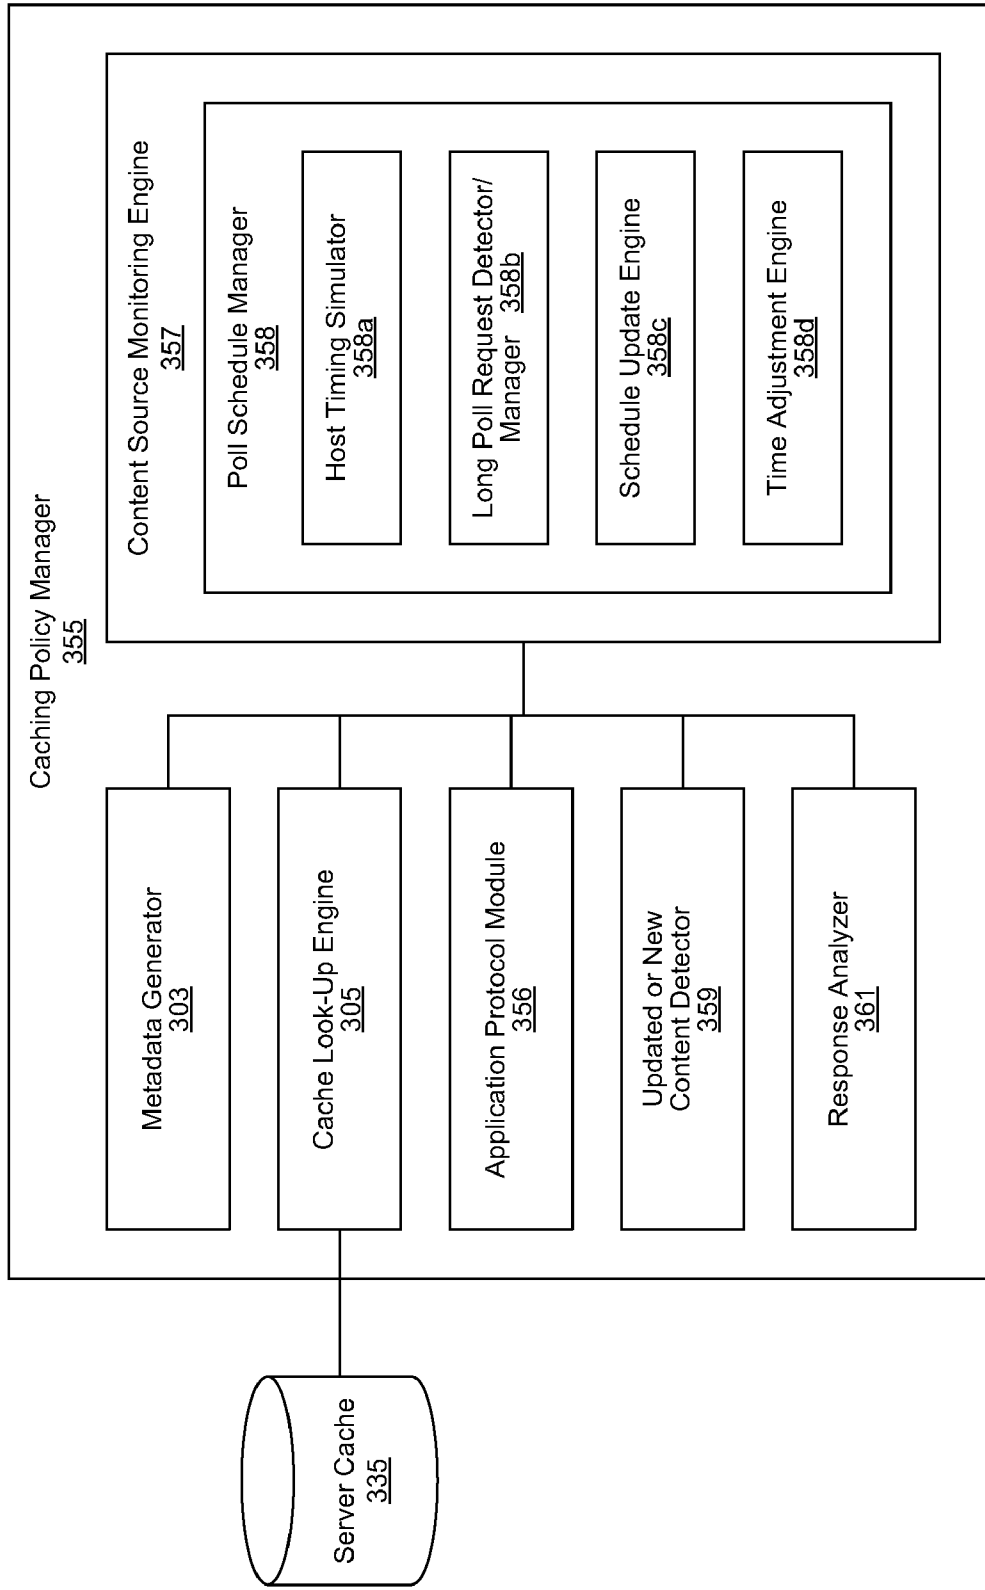 Caching Policy Manager
355
Metadata Generator
303
Cache Look-Up Engine
305
Application Protocol Module
356
Updated or New
Content Detector
359
Response Analyzer
361
Server Cache
335
Content Source Monitoring Engine
357
Poll Schedule Manager
358
Host Timing Simulator
358a
Long Poll Request Detector/
Manager 358b
Schedule Update Engine
358c
Time Adjustment Engine
358d